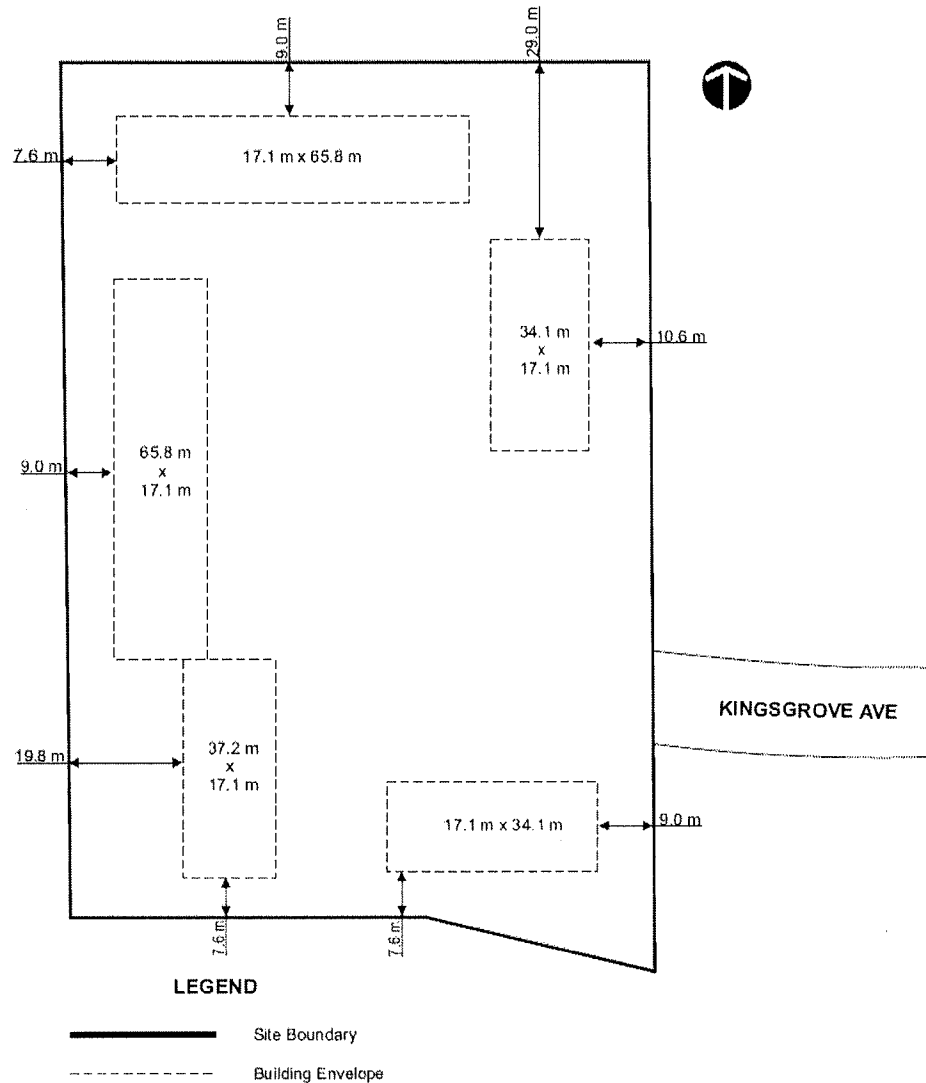 9.0 m
29.0 m
7.6 m
17.1 m x 65.8 m
34.1 m
x
17.1 m
10.6 m
65.8 m
x
17.1 m
9.0 m
KINGSGROVE AVE
19.8 m
37.2 m
x
17.1 m
17.1 m x 34.1 m
9.0 m
7.6 m
7.6 m
LEGEND
Site Boundary
Building Envelope